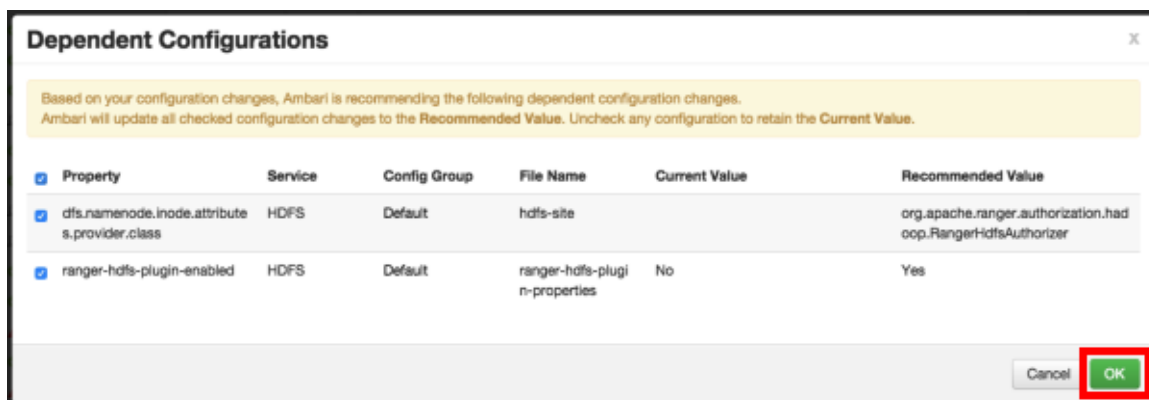 Dependent Configurations
x
Based on your configuration changes, Ambari is recommending the following dependent configuration changes.
Ambari will update all checked configuration changes to the Recommended Value. Uncheck any configuration to retain the Current Value.
Property Service Config Group File Name Current Value Recommended Value
dfs.namenode.inode.attribute HDFS Default hdfs-site org.apache.ranger.authorization.had
s.provider.class oop.RangerHdfsAuthorizer
ranger-hdfs-plugin-enabled HDFS Default ranger-hdfs-plugi No Yes
n-properties
Cancel OK